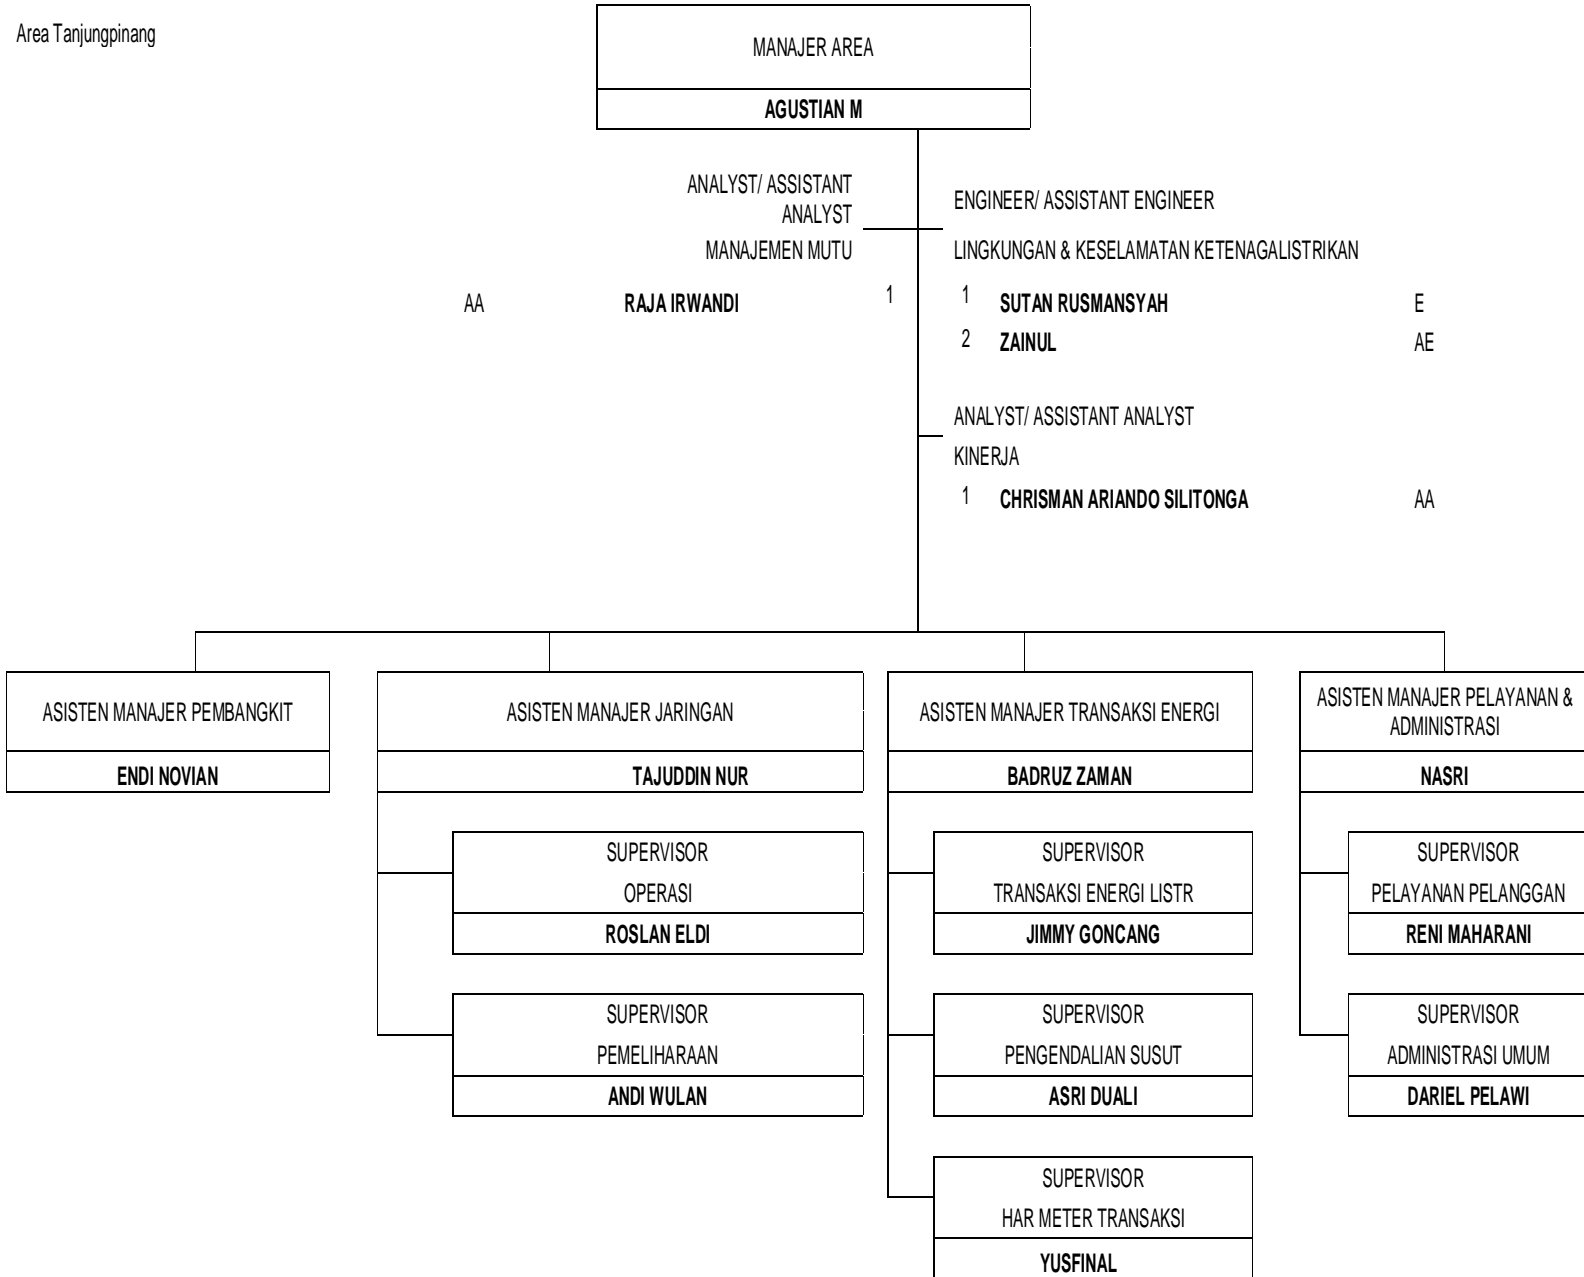 Area Tanjungpinang
MANAJER AREA
AGUSTIAN M
ANALYST/ ASSISTANT
ANALYST
MANAJEMEN MUTU
AA RAJA IRWANDI 1
ENGINEER/ ASSISTANT ENGINEER
LINGKUNGAN & KESELAMATAN KETENAGALISTRIKAN
1 SUTAN RUSMANSYAH E
2 ZAINUL AE
ANALYST/ ASSISTANT ANALYST
KINERJA
1 CHRISMAN ARIANDO SILITONGA AA
ASISTEN MANAJER PEMBANGKIT
ENDI NOVIAN
ASISTEN MANAJER JARINGAN
TAJUDDIN NUR
SUPERVISOR
OPERASI
ROSLAN ELDI
SUPERVISOR
PEMELIHARAAN
ANDI WULAN
ASISTEN MANAJER TRANSAKSI ENERGI
BADRUZ ZAMAN
SUPERVISOR
TRANSAKSI ENERGI LISTR
JIMMY GONCANG
SUPERVISOR
PENGENDALIAN SUSUT
ASRI DUALI
SUPERVISOR
HAR METER TRANSAKSI
YUSFINAL
ASISTEN MANAJER PELAYANAN &
ADMINISTRASI
NASRI
SUPERVISOR
PELAYANAN PELANGGAN
RENI MAHARANI
SUPERVISOR
ADMINISTRASI UMUM
DARIEL PELAWI